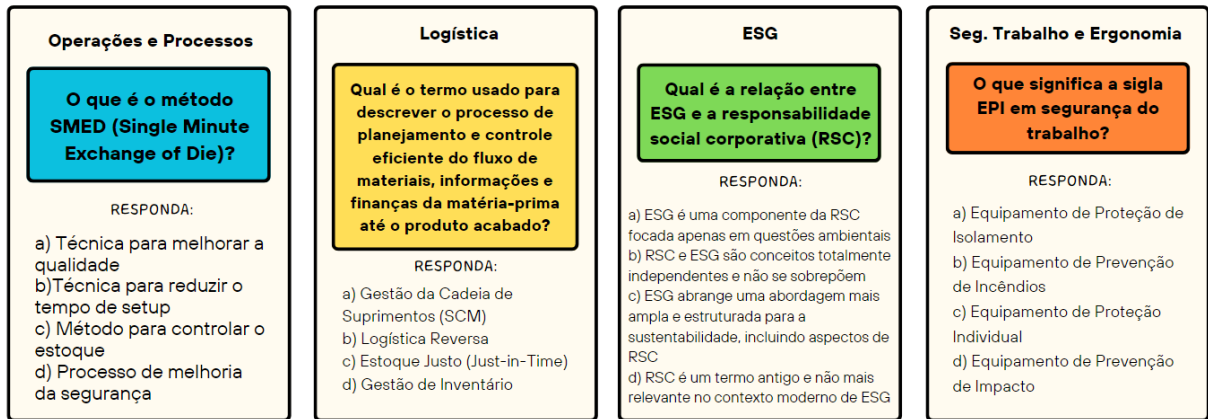 Operações e Processos
O que é o método
SMED (Single Minute
Exchange of Die)?
RESPONDA:
a) Técnica para melhorar a
qualidade
b)Técnica para reduzir o
tempo de setup
c) Método para controlar o
estoque
d) Processo de melhoria
da segurança
Logística
Qual é o termo usado para
descrever o processo de
planejamento e controle
eficiente do fluxo de
materiais, informações e
finanças da matéria-prima
até o produto acabado?
RESPONDA:
a) Gestão da Cadeia de
Suprimentos (SCM)
b) Logística Reversa
c) Estoque Justo (Just-in-Time)
d) Gestão de Inventário
ESG
Qual é a relação entre
ESG e a responsabilidade
social corporativa (RSC)?
RESPONDA:
a) ESG é uma componente da RSC
focada apenas em questões ambientais
b) RSC e ESG são conceitos totalmente
independentes e não se sobrepõem
c) ESG abrange uma abordagem mais
ampla e estruturada para a
sustentabilidade, incluindo aspectos de
RSC
d) RSC é um termo antigo e não mais
relevante no contexto moderno de ESG
Seg. Trabalho e Ergonomia
O que significa a sigla
EPI em segurança do
trabalho?
RESPONDA:
a) Equipamento de Proteção de
Isolamento
b) Equipamento de Prevenção
de Incêndios
c) Equipamento de Proteção
Individual
d) Equipamento de Prevenção
de Impacto